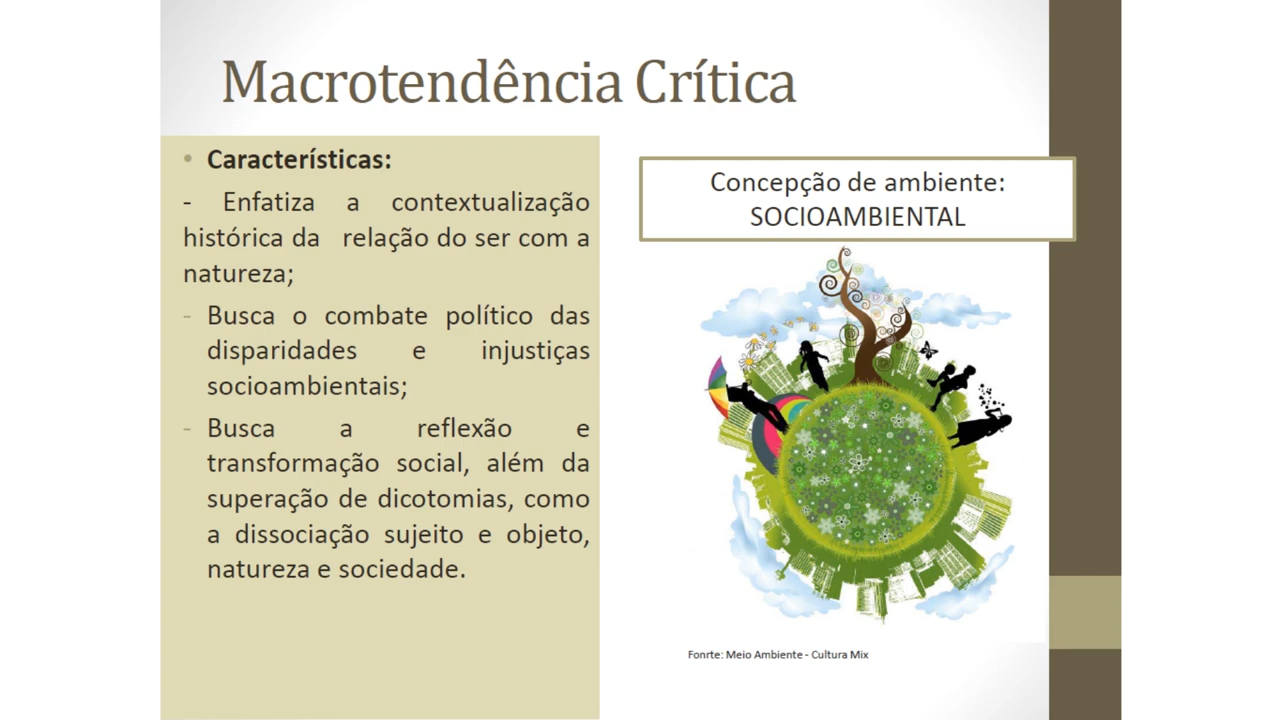 Macrotendência Crítica
• Características:
- Enfatiza a contextualização
histórica da relação do ser com a
natureza;
- Busca o combate político das
disparidades e injustiças
socioambientais;
- Busca a reflexão e
transformação social, além da
superação de dicotomias, como
a dissociação sujeito e objeto,
natureza e sociedade.
Concepção de ambiente:
SOCIOAMBIENTAL
Fonrte: Meio Ambiente - Cultura Mix